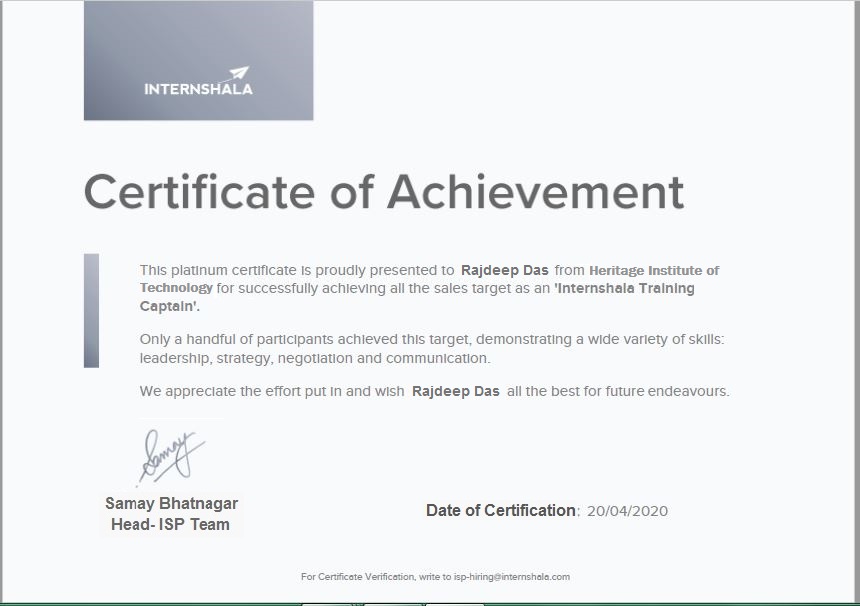 INTERNSHALA
Certificate of Achievement
This platinum certificate is proudly presented to Rajdeep Das from Heritage Institute of
Technology for successfully achieving all the sales target as an 'Internshala Training
Captain'.
Only a handful of participants achieved this target, demonstrating a wide variety of skills:
leadership, strategy, negotiation and communication.
We appreciate the effort put in and wish Rajdeep Das all the best for future endeavours.
Samay
Samay Bhatnagar
Head- ISP Team
Date of Certification: 20/04/2020
For Certificate Verification, write to isp-hiring@internshala.com